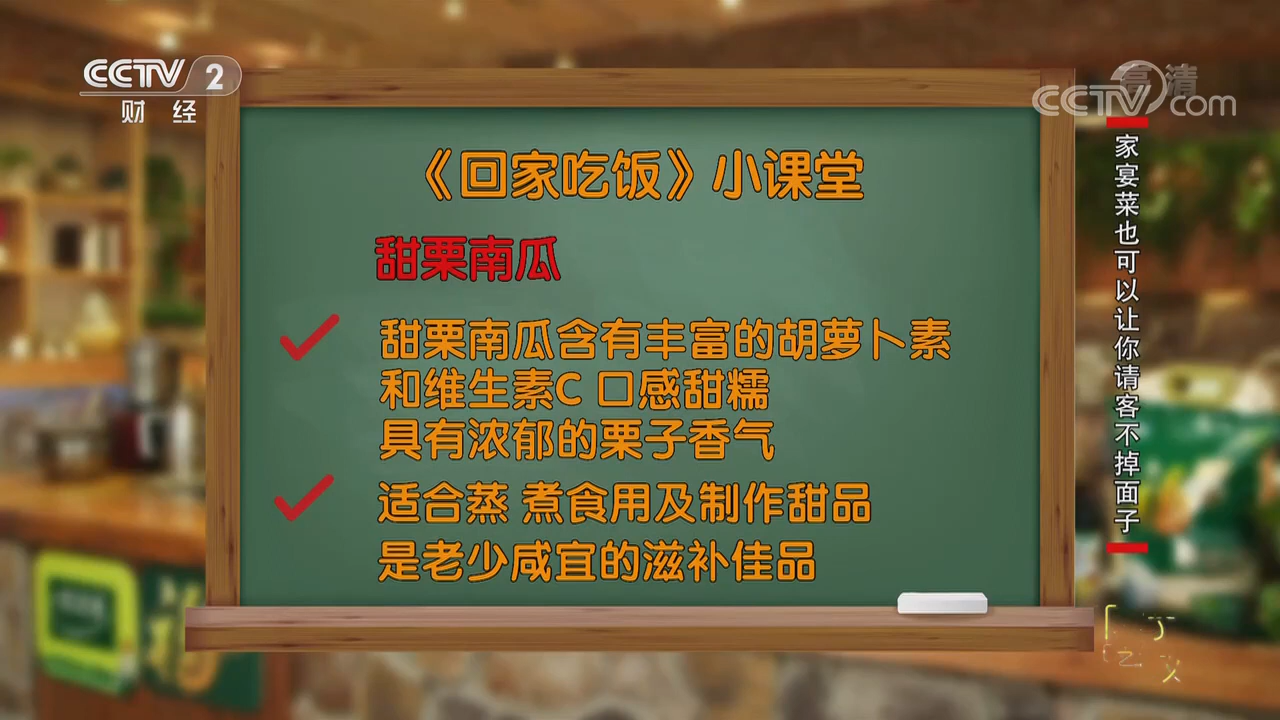 CCTV 2
财 经
高清
CCTV.com
《回家吃饭》小课堂
甜栗南瓜
甜栗南瓜含有丰富的胡萝卜素
和维生素C 口感甜糯
具有浓郁的栗子香气
适合蒸 煮食用及制作甜品
是老少咸宜的滋补佳品
家宴菜也可以让你请客不掉面子